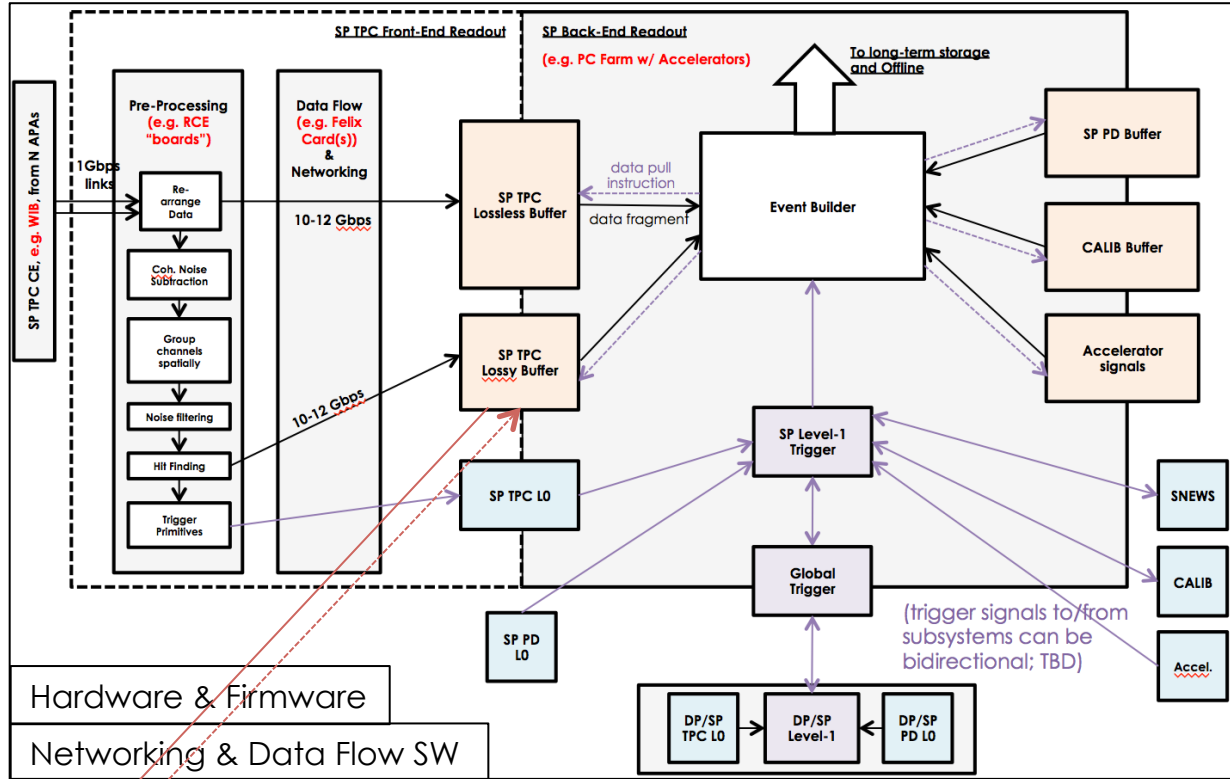 SP TPC Front-End Readout
SP Back-End Readout
(e.g. PC Farm w/ Accelerators)
To long-term storage
and Offline
SP TPC CE, e.g. WIB, from N APAs
1Gbps
links
Pre-Processing
(e.g. RCE
"boards")
Re-
arrange
Data
Coh. Noise
Subtraction
Group
channels
spatially
Noise filtering
Hit Finding
Trigger
Primitives
Data Flow
(e.g. Felix
Card(s))
&
Networking
10-12 Gbps
10-12 Gbps
SP TPC
Lossless Buffer
SP TPC
Lossy Buffer
SP TPC L0
data pull
instruction
data fragment
Event Builder
SP PD Buffer
CALIB Buffer
Accelerator
signals
SP Level-1
Trigger
Global
Trigger
SNEWS
CALIB
Accel.
SP PD
L0
(trigger signals to/from
subsystems can be
bidirectional; TBD)
DP/SP
TPC L0
DP/SP
Level-1
DP/SP
PD L0
Hardware & Firmware
Networking & Data Flow SW